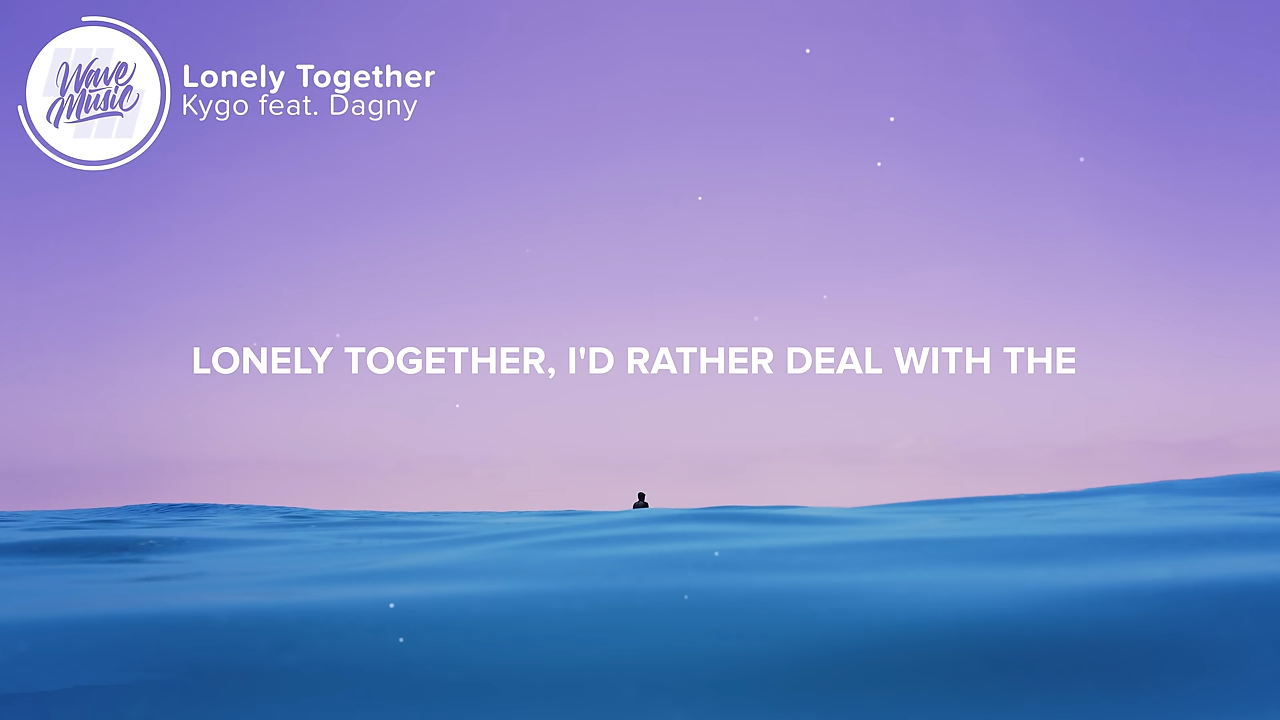 Wave
Music
Lonely Together
Kygo feat. Dagny
LONELY TOGETHER, I'D RATHER DEAL WITH THE